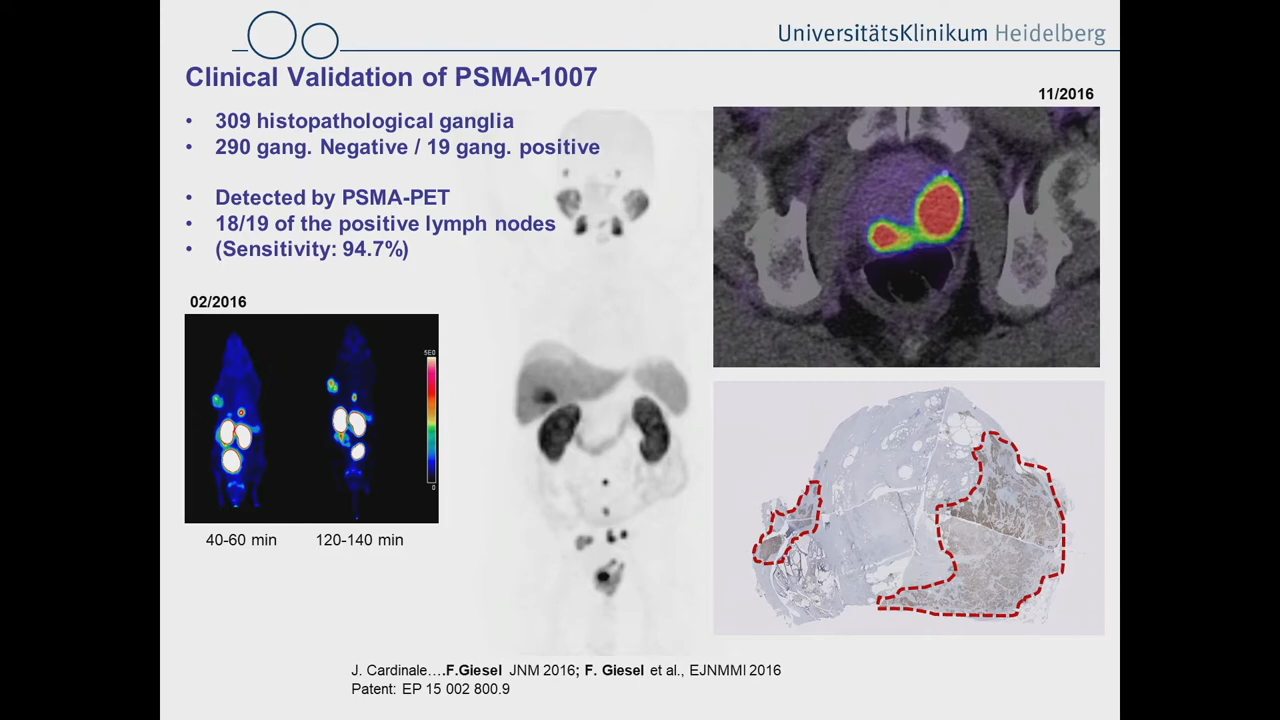 UniversitätsKlinikum Heidelberg
Clinical Validation of PSMA-1007
11/2016
• 309 histopathological ganglia
• 290 gang. Negative / 19 gang. positive
• Detected by PSMA-PET
• 18/19 of the positive lymph nodes
• (Sensitivity: 94.7%)
02/2016
5E0
0
40-60 min 120-140 min
J. Cardinale….F.Giesel JNM 2016; F. Giesel et al., EJNMMI 2016
Patent: EP 15 002 800.9